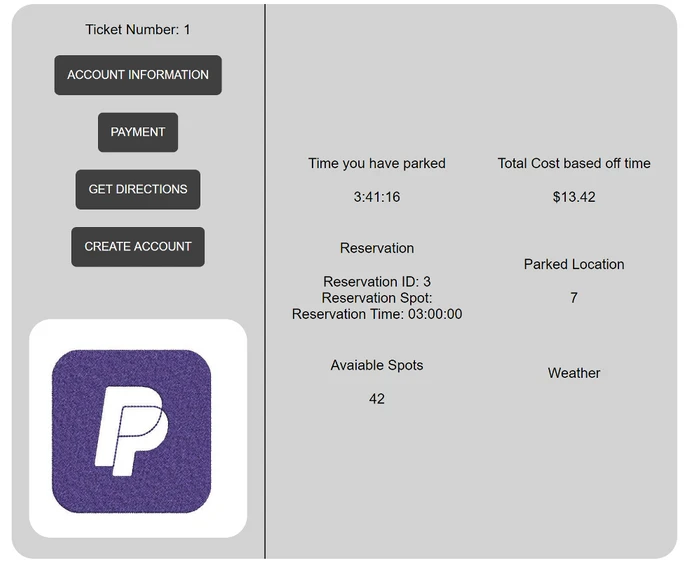 Ticket Number: 1
ACCOUNT INFORMATION
PAYMENT
GET DIRECTIONS
CREATE ACCOUNT
Time you have parked
3:41:16
Total Cost based off time
$13.42
Reservation
Reservation ID: 3
Reservation Spot:
Reservation Time: 03:00:00
Parked Location
7
Avaiable Spots
42
Weather